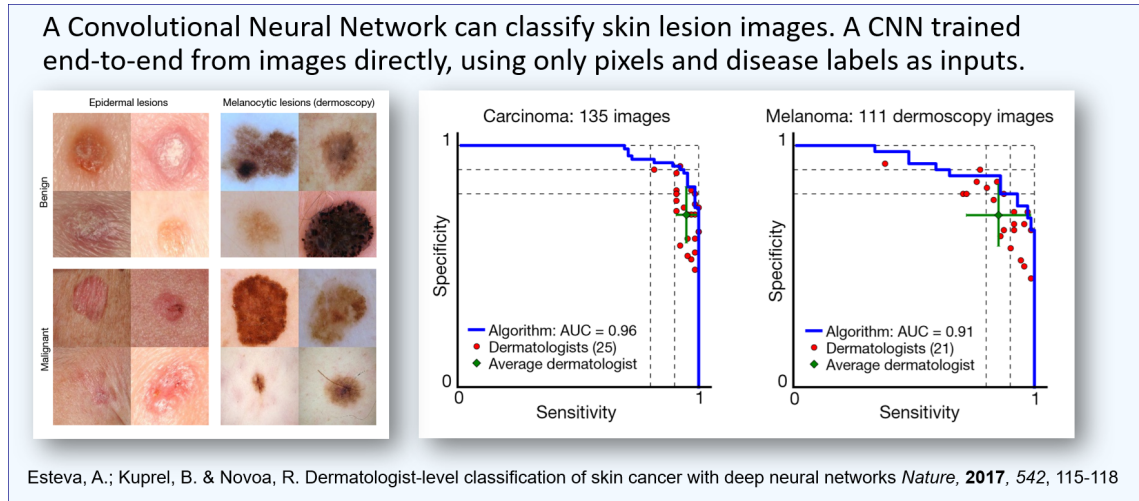 A Convolutional Neural Network can classify skin lesion images. A CNN trained
end-to-end from images directly, using only pixels and disease labels as inputs.
Epidermal lesions
Melanocytic lesions (dermoscopy)
Benign
Malignant
Carcinoma: 135 images
1
Specificity
Algorithm: AUC = 0.96
Dermatologists (25)
Average dermatologist
0
0
1
Sensitivity
Melanoma: 111 dermoscopy images
1
Specificity
Algorithm: AUC = 0.91
Dermatologists (21)
Average dermatologist
0
0
1
Sensitivity
Esteva, A.; Kuprel, B. & Novoa, R. Dermatologist-level classification of skin cancer with deep neural networks Nature, 2017, 542, 115-118